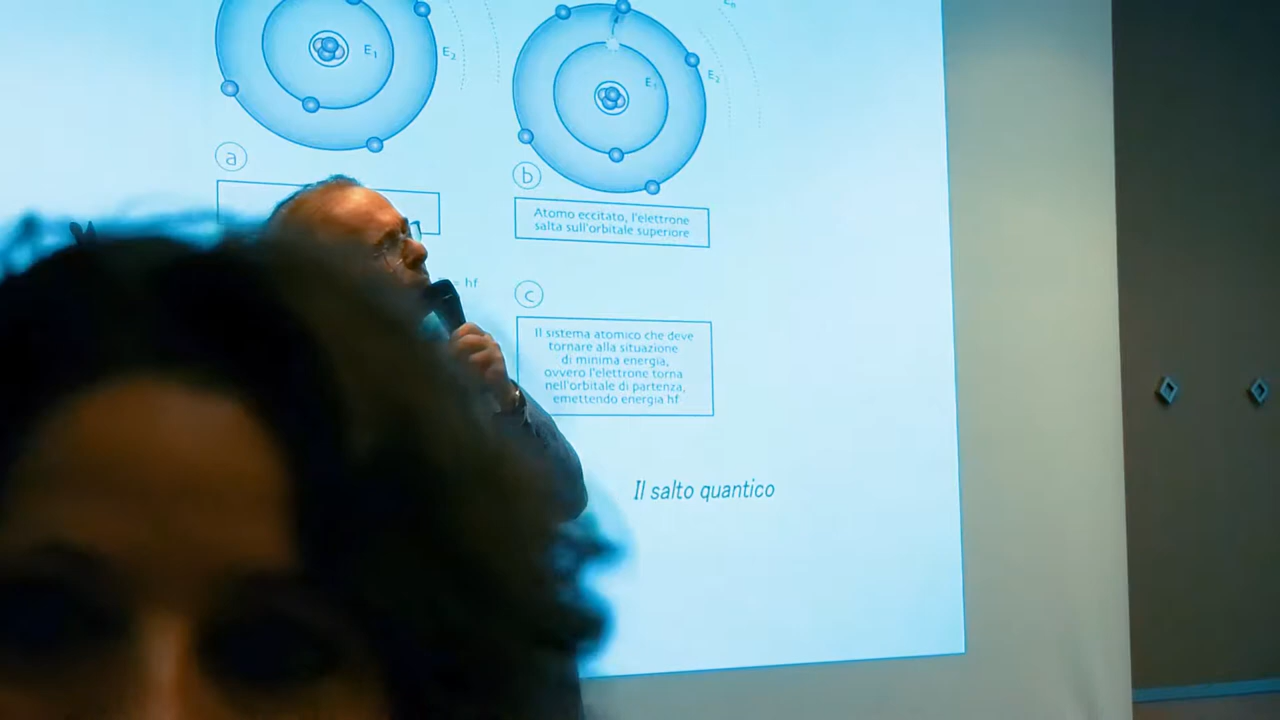 E₁
E₂
E₁
E₂
Eₙ
a
b
Atomo eccitato, l'elettrone
salta sull'orbitale superiore
= hf
c
Il sistema atomico che deve
tornare alla situazione
di minima energia,
ovvero l'elettrone torna
nell'orbitale di partenza,
emettendo energia hf
Il salto quantico